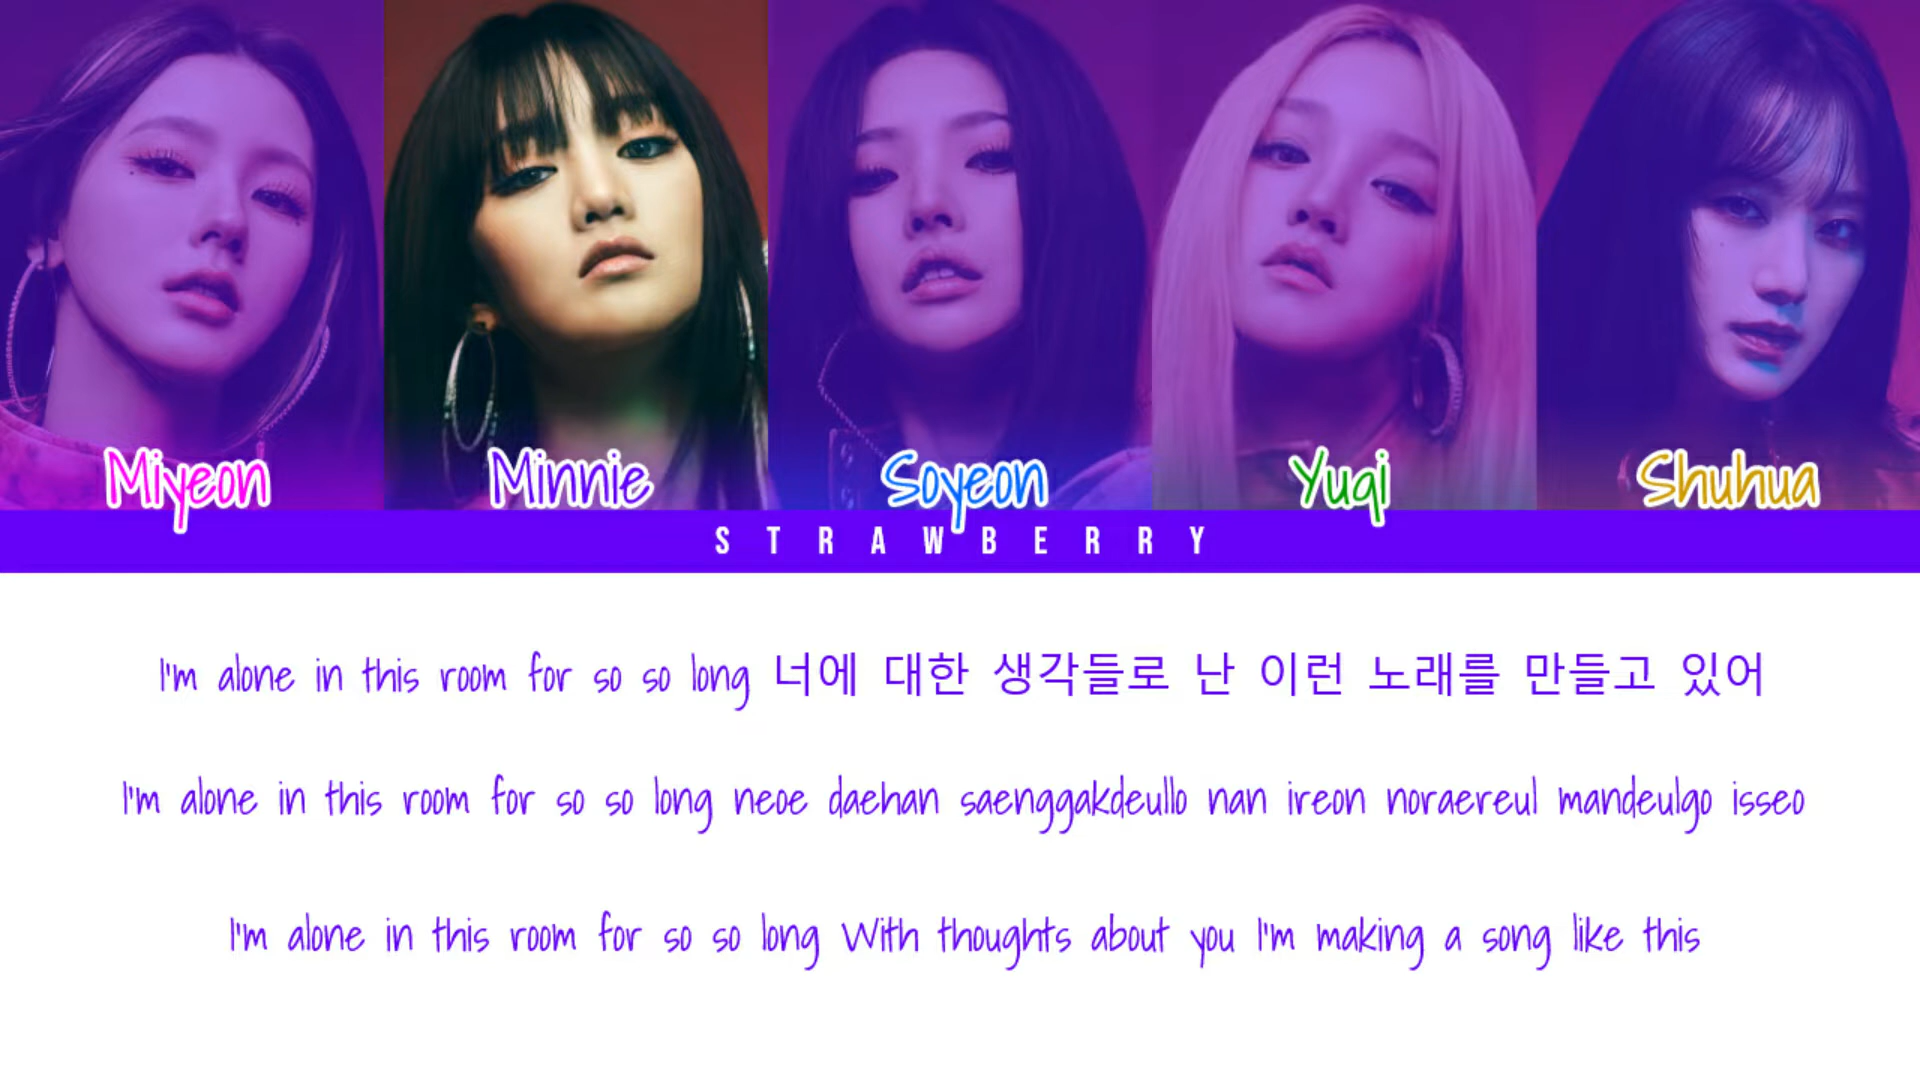 Miyeon Minnie Soyeon Yuqi Shuhua
STRAWBERRY
I'm alone in this room for so so long 너에 대한 생각들로 난 이런 노래를 만들고 있어
I'm alone in this room for so so long neoe daehan saenggakdeullo nan ireon noraereul mandeulgo isseo
I'm alone in this room for so so long With thoughts about you I'm making a song like this